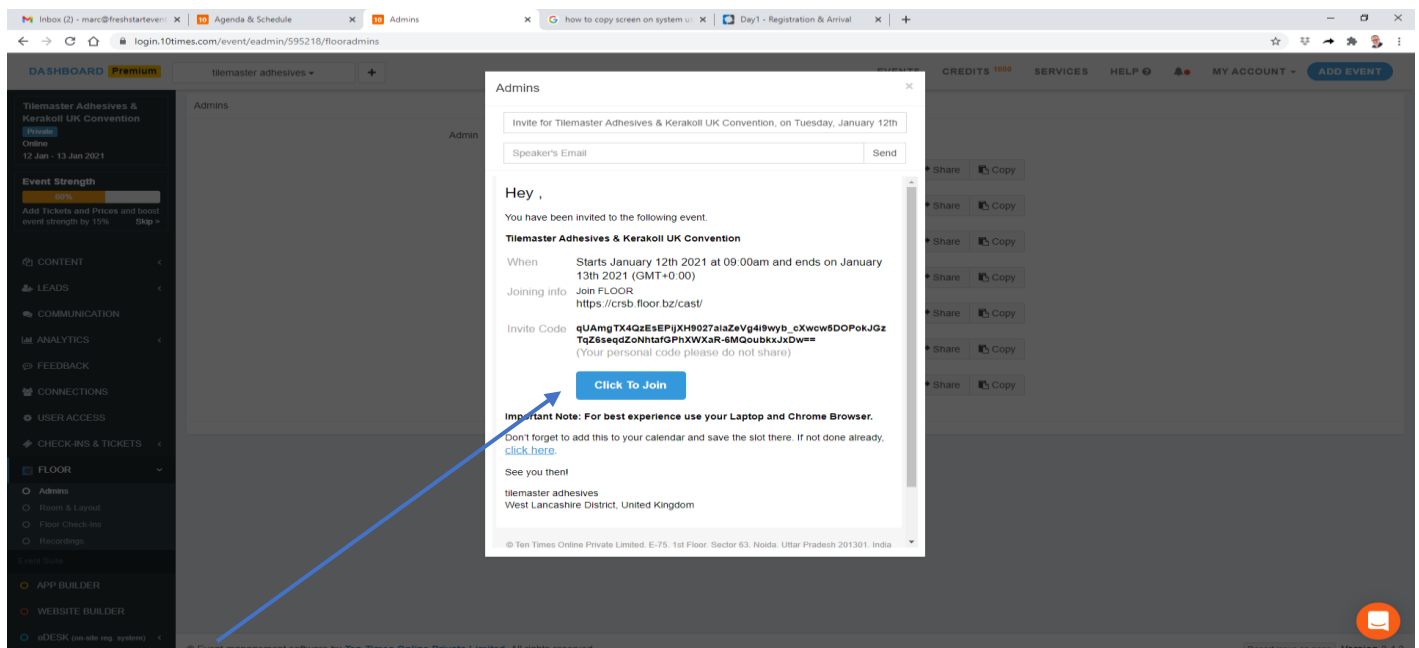 Inbox (2) - marc@freshstartevent
Agenda & Schedule
Admins
how to copy screen on system u
Day1 - Registration & Arrival
login.10times.com/event/eadmin/595218/flooradmins
DASHBOARD Premium
tilemaster adhesives
EVENTS
CREDITS 1000
SERVICES
HELP
MY ACCOUNT
ADD EVENT
Tilemaster Adhesives &
Kerakoll UK Convention
Private
Online
12 Jan - 13 Jan 2021
Event Strength
Add Tickets and Prices and boost
event strength by 15% Skip >
CONTENT
LEADS
COMMUNICATION
ANALYTICS
FEEDBACK
CONNECTIONS
USER ACCESS
CHECK-INS & TICKETS
FLOOR
Admins
Room & Layout
Floor Check-ins
Recordings
Event Suite
APP BUILDER
WEBSITE BUILDER
oDESK (on-site reg. system)
Admins
Admin
Admins
Invite for Tilemaster Adhesives & Kerakoll UK Convention, on Tuesday, January 12th
Speaker's Email
Send
Hey ,
You have been invited to the following event.
Tilemaster Adhesives & Kerakoll UK Convention
When Starts January 12th 2021 at 09:00am and ends on January
13th 2021 (GMT+0:00)
Joining info Join FLOOR
https://crsb.floor.bz/cast/
Invite Code qUAmgTX4QzEsEPijXH9027alaZeVg4i9wyb_cXwcw5DOPokJGz
TqZ6seqdZoNhtafGPhXWXaR-6MQoubkxJxDw==
(Your personal code please do not share)
Click To Join
Important Note: For best experience use your Laptop and Chrome Browser.
Don't forget to add this to your calendar and save the slot there. If not done already,
click here.
See you then!
tilemaster adhesives
West Lancashire District, United Kingdom
© Ten Times Online Private Limited. E-75. 1st Floor. Sector 63. Noida. Uttar Pradesh 201301. India
Share Copy
Share Copy
Share Copy
Share Copy
Share Copy
Share Copy
Share Copy